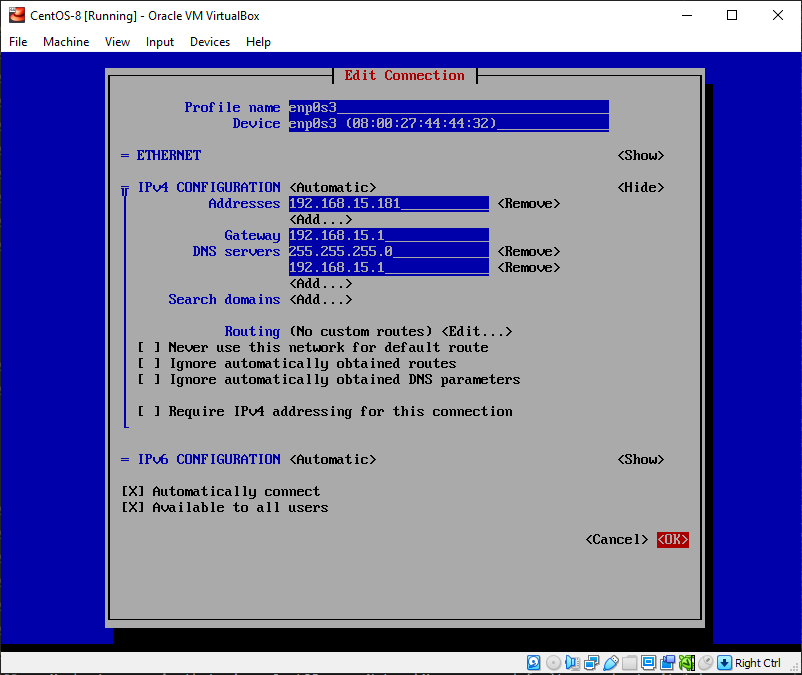 CentOS-8 [Running] - Oracle VM VirtualBox
File Machine View Input Devices Help
Edit Connection
Profile name enp0s3
Device enp0s3 (08:00:27:44:44:32)
= ETHERNET <Show>
IPv4 CONFIGURATION <Automatic> <Hide>
Addresses 192.168.15.181 <Remove>
<Add...>
Gateway 192.168.15.1
DNS servers 255.255.255.0 <Remove>
192.168.15.1 <Remove>
<Add...>
Search domains <Add...>
Routing (No custom routes) <Edit...>
[ ] Never use this network for default route
[ ] Ignore automatically obtained routes
[ ] Ignore automatically obtained DNS parameters
[ ] Require IPv4 addressing for this connection
= IPv6 CONFIGURATION <Automatic> <Show>
[X] Automatically connect
[X] Available to all users
<Cancel> <OK>
Right Ctrl